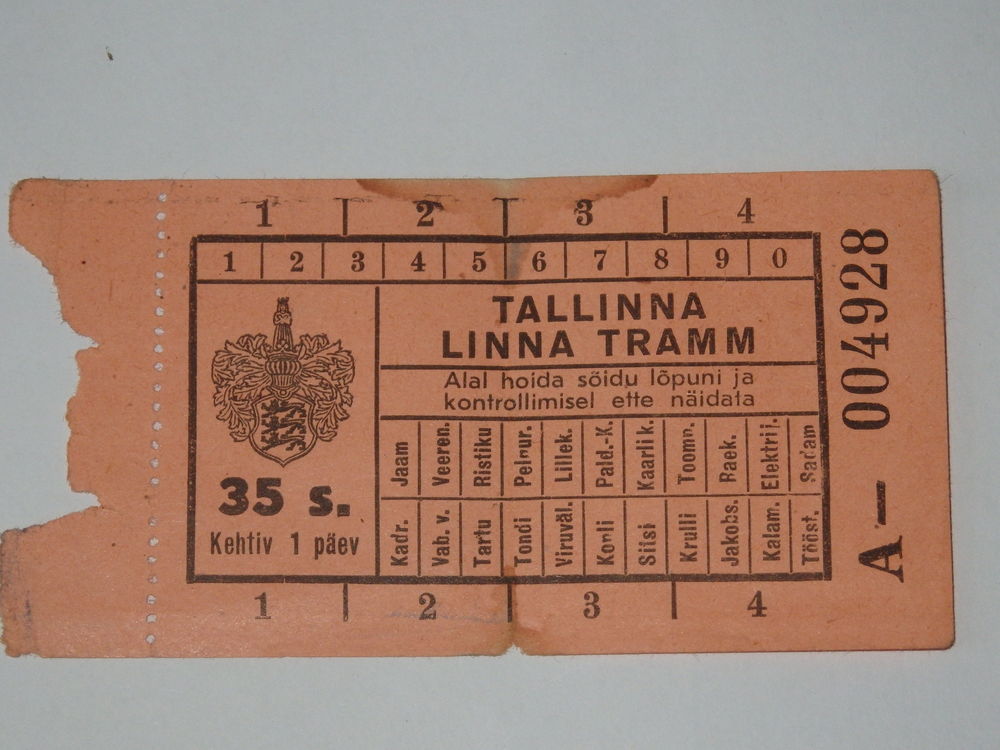 1 2 3 4
1 2 3 4 5 6 7 8 9 0
TALLINNA
LINNA TRAMM
Alal hoida sõidu lõpuni ja
kontrollimisel ette näidata
Jaam Veeren. Ristiku Pelgur. Lillek. Pald.-K. Kaarli k. Toomp. Raek. Elektrij. Sadam
Kadr. Vab. v. Tartu Tondi Viruväl. Kopli Siisi Krulli Jakobs. Kalam. Tööst.
35 s.
Kehtiv 1 päev
1 2 3 4
A — 004928